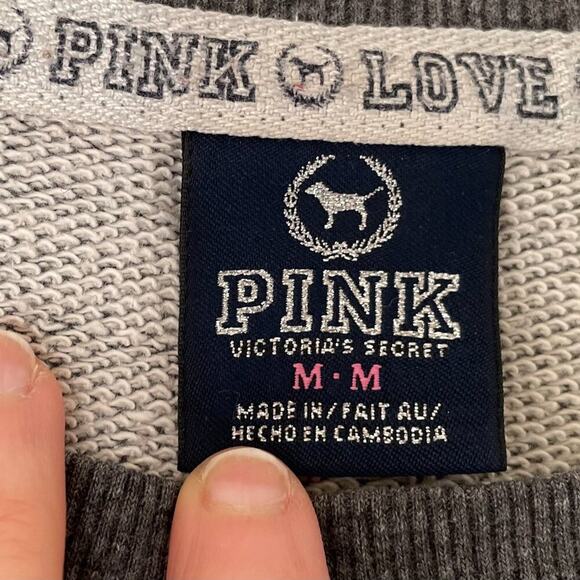 PINK LOVE
PINK
VICTORIA'S SECRET
M · M
MADE IN/FAIT AU/
HECHO EN CAMBODIA